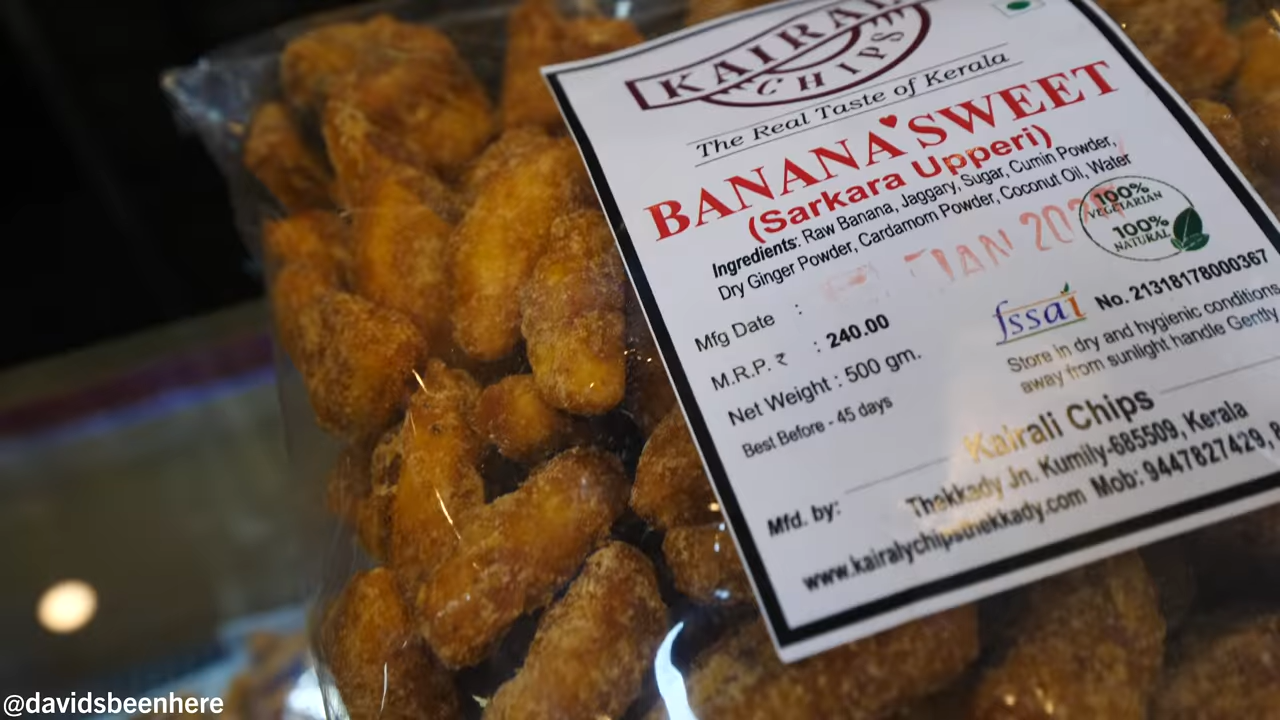 KAIRALI
CHIPS
The Real Taste of Kerala
BANANA SWEET
(Sarkara Upperi)
Ingredients: Raw Banana, Jaggary, Sugar, Cumin Powder,
Dry Ginger Powder, Cardamom Powder, Coconut Oil, Water
100%
VEGETARIAN
100%
NATURAL
Mfg Date :
JAN
M.R.P. ₹ : 240.00
Net Weight : 500 gm.
Best Before - 45 days
fssai No. 21318178000367
Store in dry and hygienic conditions
away from sunlight handle Gently
Mfd. by:
Kairali Chips
Thekkady Jn. Kumily-685509, Kerala
www.kairalychipsthekkady.com Mob: 9447827429,
@davidsbeenhere